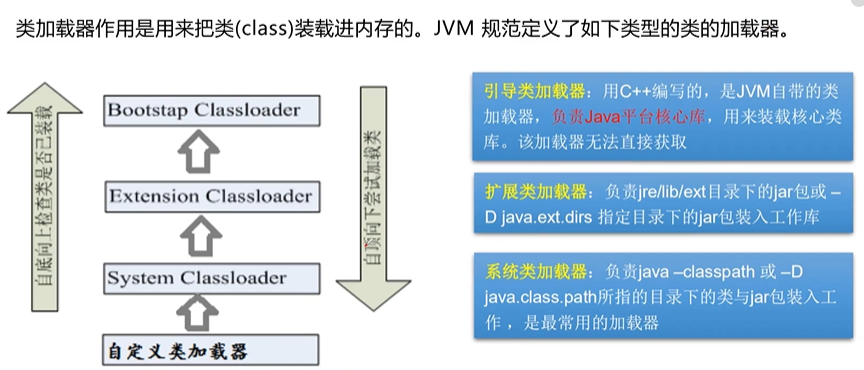 类加载器作用是用来把类(class)装载进内存的。JVM 规范定义了如下类型的类的加载器。
自底向上检查类是否已装载
Bootstap Classloader
Extension Classloader
System Classloader
自定义类加载器
自顶向下尝试加载类
引导类加载器：用C++编写的，是JVM自带的类
加载器，负责Java平台核心库，用来装载核心类
库。该加载器无法直接获取
扩展类加载器：负责jre/lib/ext目录下的jar包或 –
D java.ext.dirs 指定目录下的jar包装入工作库
系统类加载器：负责java –classpath 或 –D
java.class.path所指的目录下的类与jar包装入工
作 ，是最常用的加载器